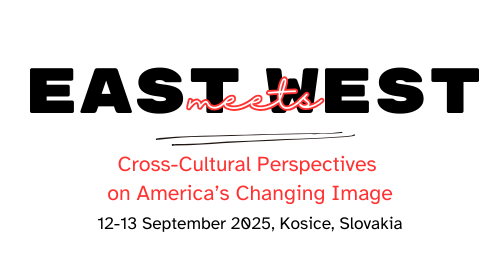 EAST meets WEST
Cross-Cultural Perspectives
on America's Changing Image
12-13 September 2025, Kosice, Slovakia